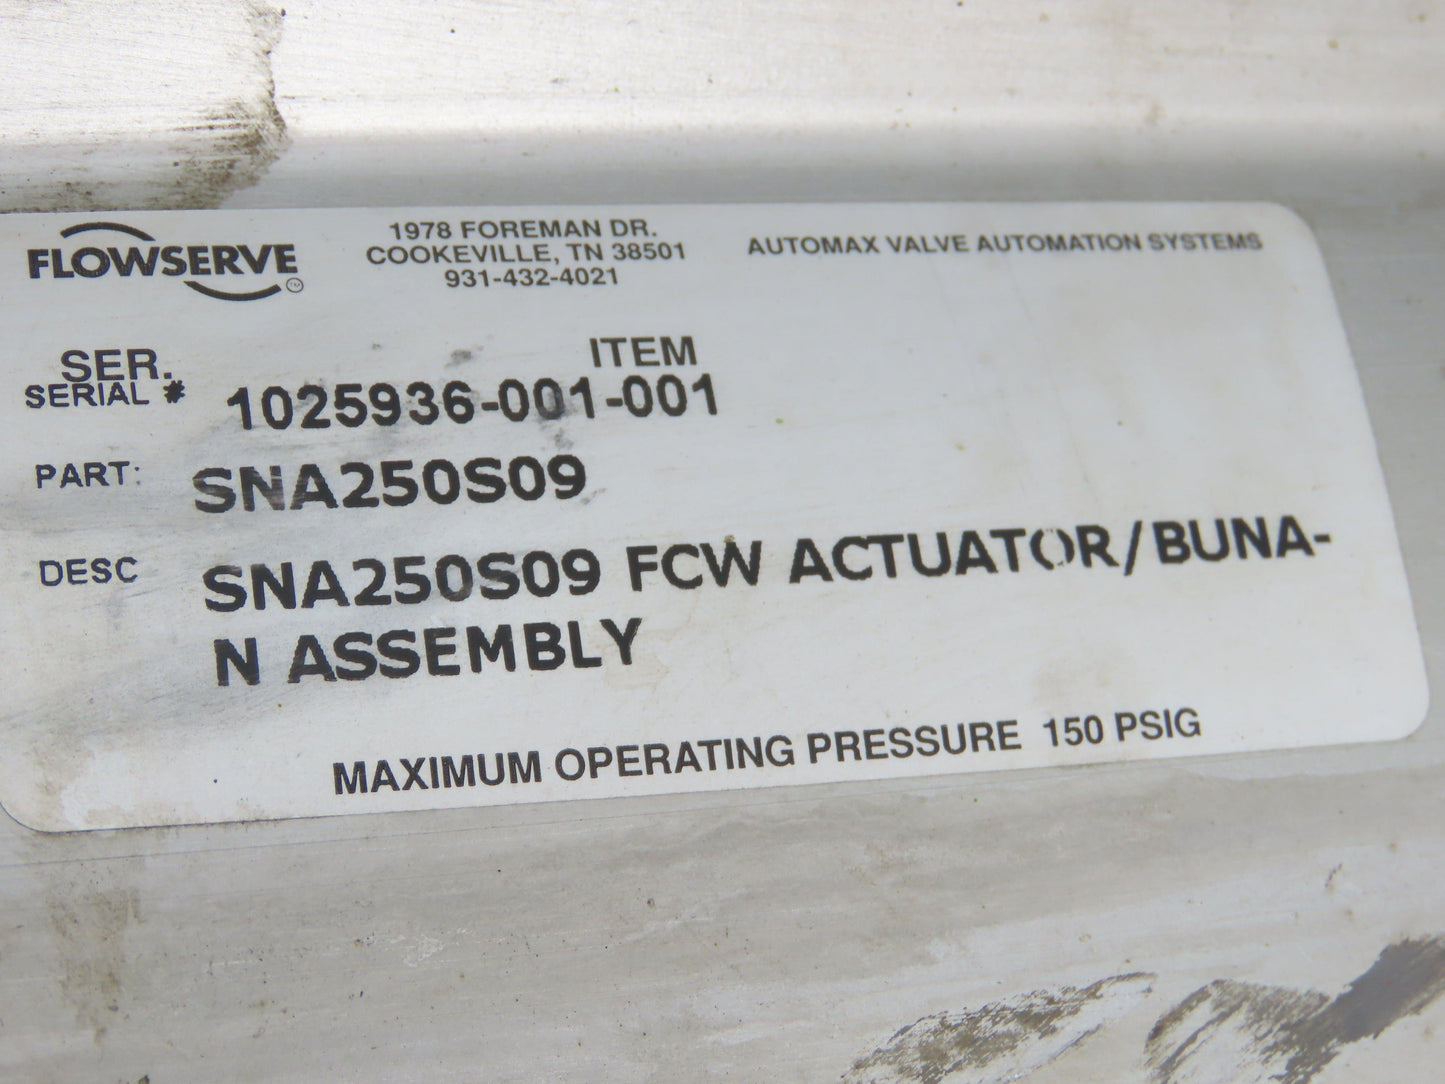 FLOWSERVE TM
1978 FOREMAN DR.
COOKEVILLE, TN 38501
931-432-4021
AUTOMAX VALVE AUTOMATION SYSTEMS
SER. ITEM
SERIAL # 1025936-001-001
PART: SNA250S09
DESC SNA250S09 FCW ACTUATOR/BUNA-
N ASSEMBLY
MAXIMUM OPERATING PRESSURE 150 PSIG